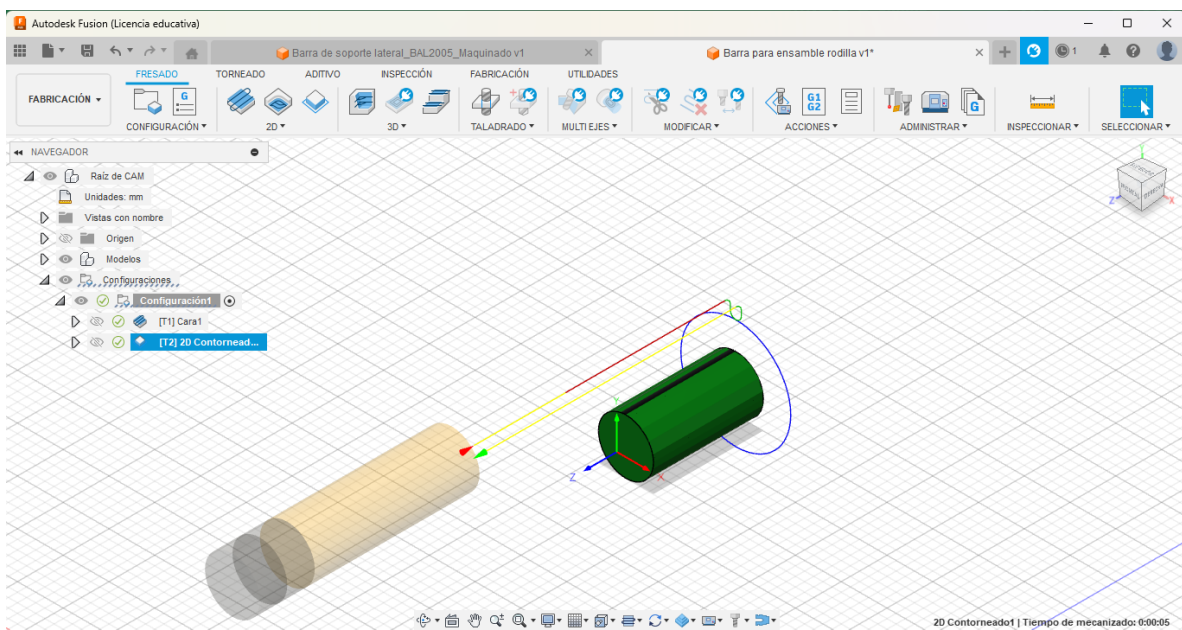 Autodesk Fusion (Licencia educativa)
Barra de soporte lateral_BAL2005_Maquinado v1
Barra para ensamble rodilla v1*
1
FRESADO TORNEADO ADITIVO INSPECCIÓN FABRICACIÓN UTILIDADES
FABRICACIÓN
G
G1
G2
G
CONFIGURACIÓN 2D 3D TALADRADO MULTI EJES MODIFICAR ACCIONES ADMINISTRAR INSPECCIONAR SELECCIONAR
NAVEGADOR
Raíz de CAM
Unidades: mm
Vistas con nombre
Origen
Modelos
Configuraciones
Configuración1
[T1] Cara1
[T2] 2D Contornead...
Y
Z
X
Y
Z
X
2D Contorneado1 | Tiempo de mecanizado: 0:00:05